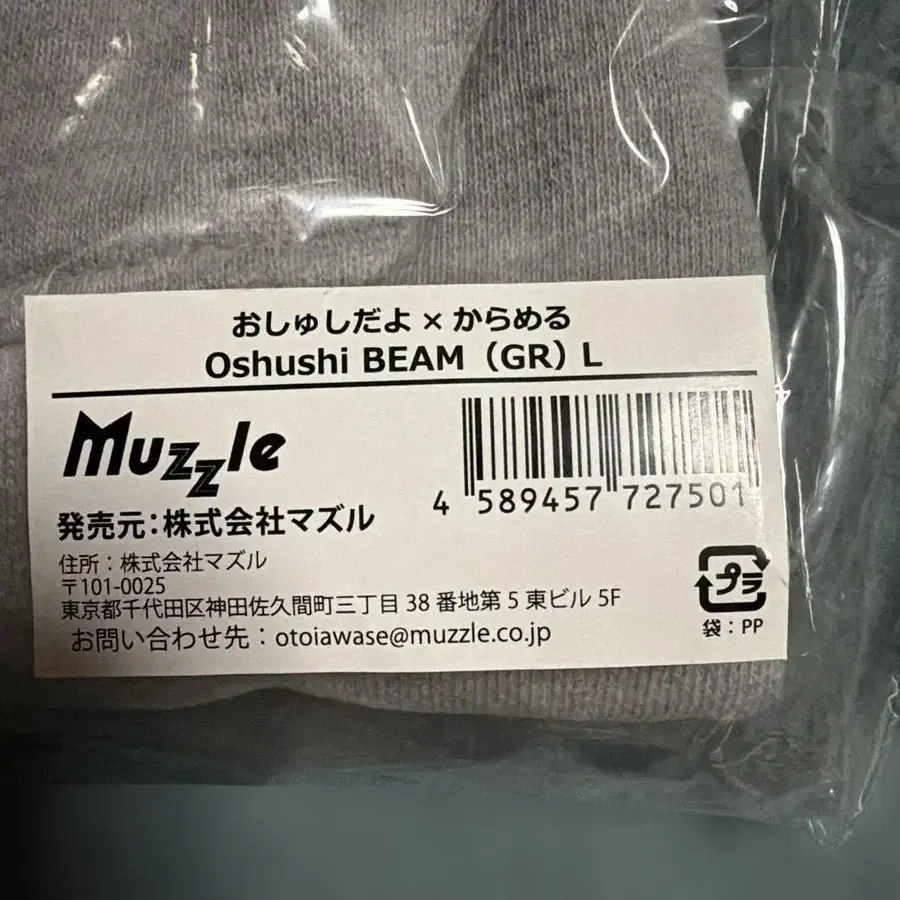 おしゅしだよ × からめる
Oshushi BEAM（GR）L
Muzzle
4 589457 727501
発売元：株式会社マズル
住所：株式会社マズル
〒101-0025
東京都千代田区神田佐久間町三丁目 38 番地第 5 東ビル 5F
お問い合わせ先：otoiawase@muzzle.co.jp
プラ
袋：PP